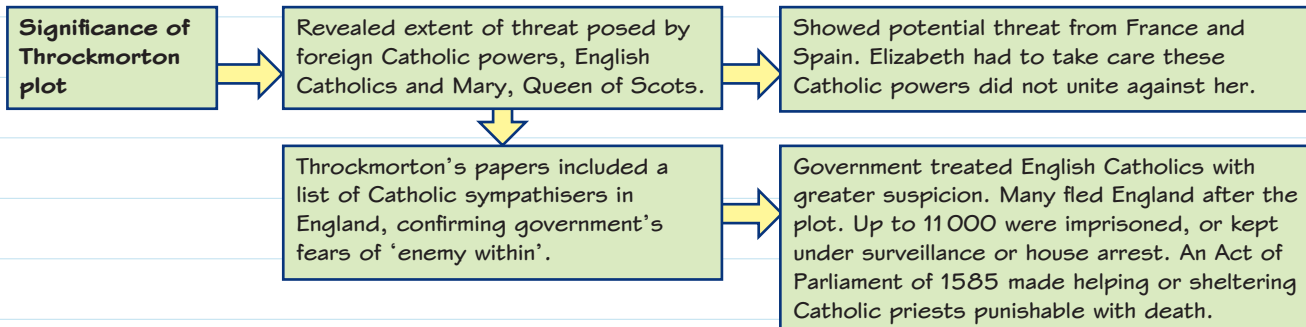 Significance of
Throckmorton
plot
Revealed extent of threat posed by
foreign Catholic powers, English
Catholics and Mary, Queen of Scots.
Showed potential threat from France and
Spain. Elizabeth had to take care these
Catholic powers did not unite against her.
Throckmorton's papers included a
list of Catholic sympathisers in
England, confirming government's
fears of 'enemy within'.
Government treated English Catholics with
greater suspicion. Many fled England after the
plot. Up to 11 000 were imprisoned, or kept
under surveillance or house arrest. An Act of
Parliament of 1585 made helping or sheltering
Catholic priests punishable with death.